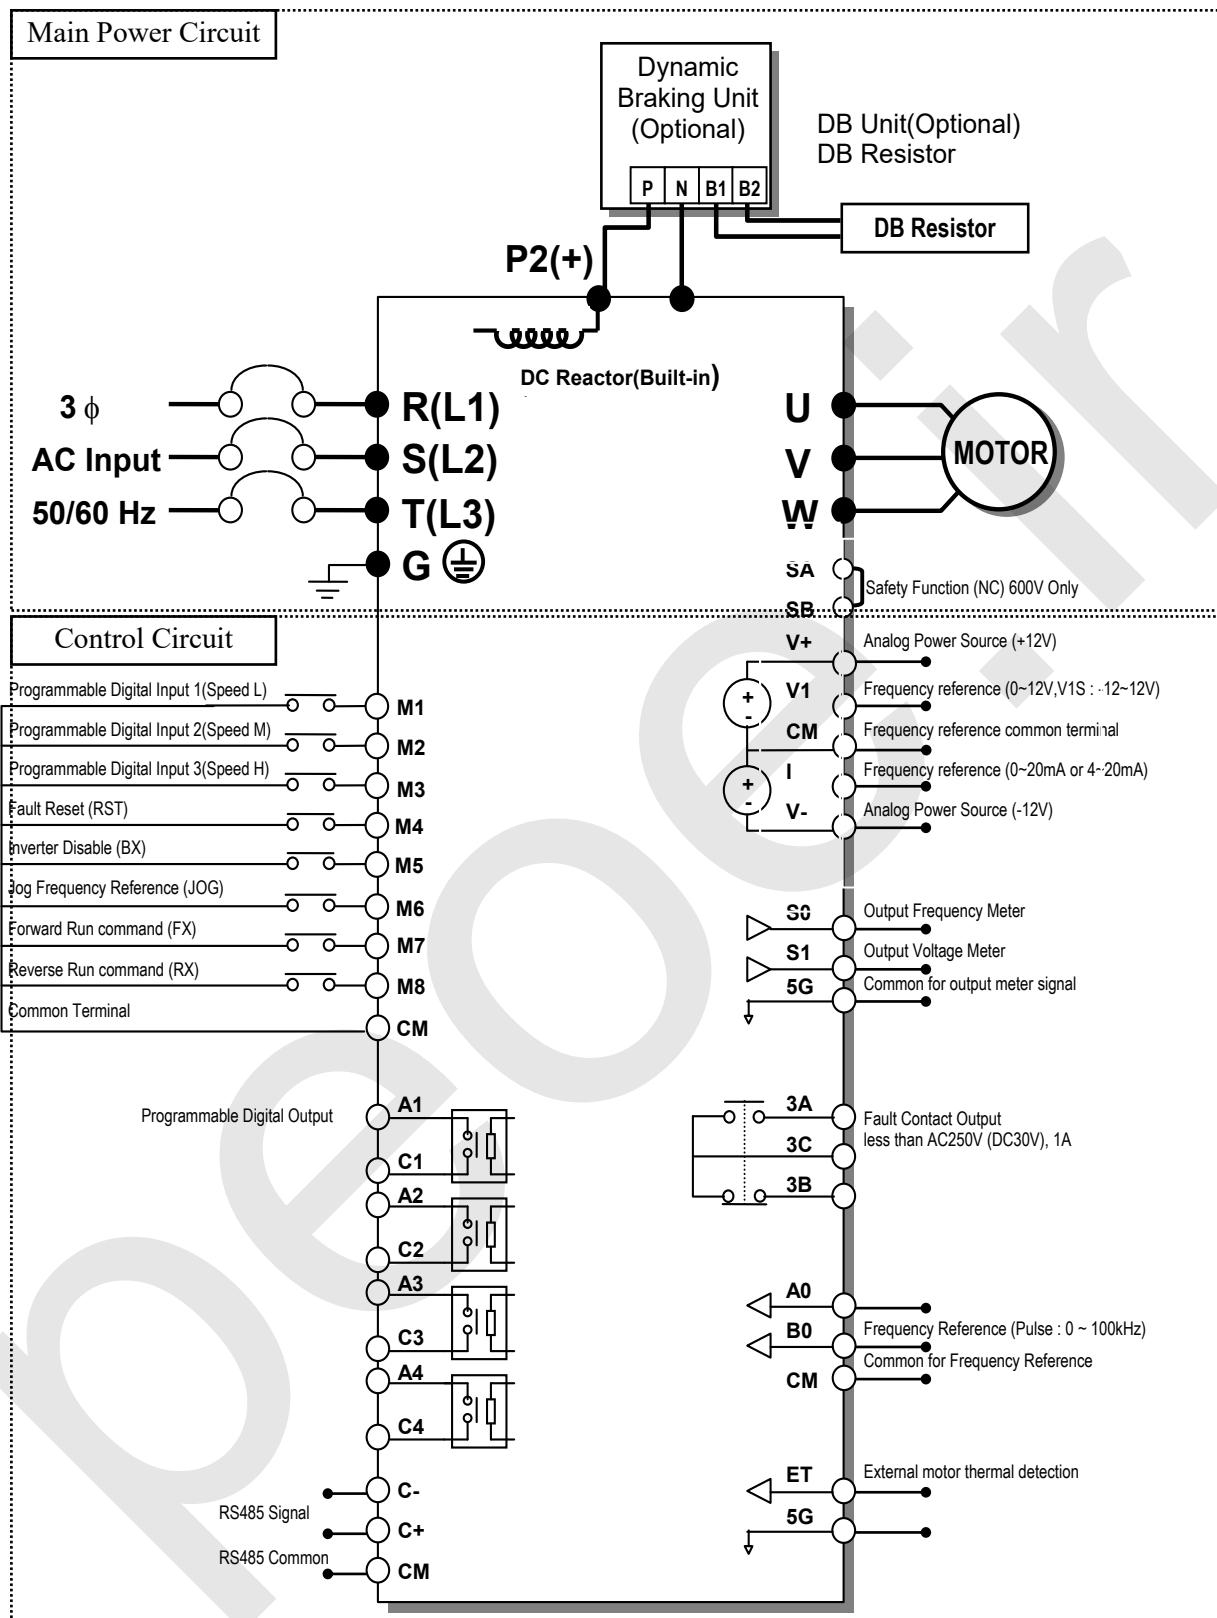 Main Power Circuit
Dynamic
Braking Unit
(Optional)
P N B1 B2
DB Unit(Optional)
DB Resistor
DB Resistor
P2(+)
DC Reactor(Built-in)
3 ϕ
AC Input
50/60 Hz
R(L1)
S(L2)
T(L3)
G
U
V
W
MOTOR
SA
SB
Safety Function (NC) 600V Only
Control Circuit
Programmable Digital Input 1(Speed L)
M1
Programmable Digital Input 2(Speed M)
M2
Programmable Digital Input 3(Speed H)
M3
Fault Reset (RST)
M4
Inverter Disable (BX)
M5
Jog Frequency Reference (JOG)
M6
Forward Run command (FX)
M7
Reverse Run command (RX)
M8
Common Terminal
CM
V+
Analog Power Source (+12V)
V1
Frequency reference (0~12V,V1S : -12~12V)
CM
Frequency reference common terminal
I
Frequency reference (0~20mA or 4~20mA)
V-
Analog Power Source (-12V)
+
-
+
-
S0
Output Frequency Meter
S1
Output Voltage Meter
5G
Common for output meter signal
Programmable Digital Output
A1
C1
A2
C2
A3
C3
A4
C4
3A
3C
3B
Fault Contact Output
less than AC250V (DC30V), 1A
A0
B0
Frequency Reference (Pulse : 0 ~ 100kHz)
CM
Common for Frequency Reference
ET
External motor thermal detection
5G
C-
RS485 Signal
C+
RS485 Common
CM
peoe.ir